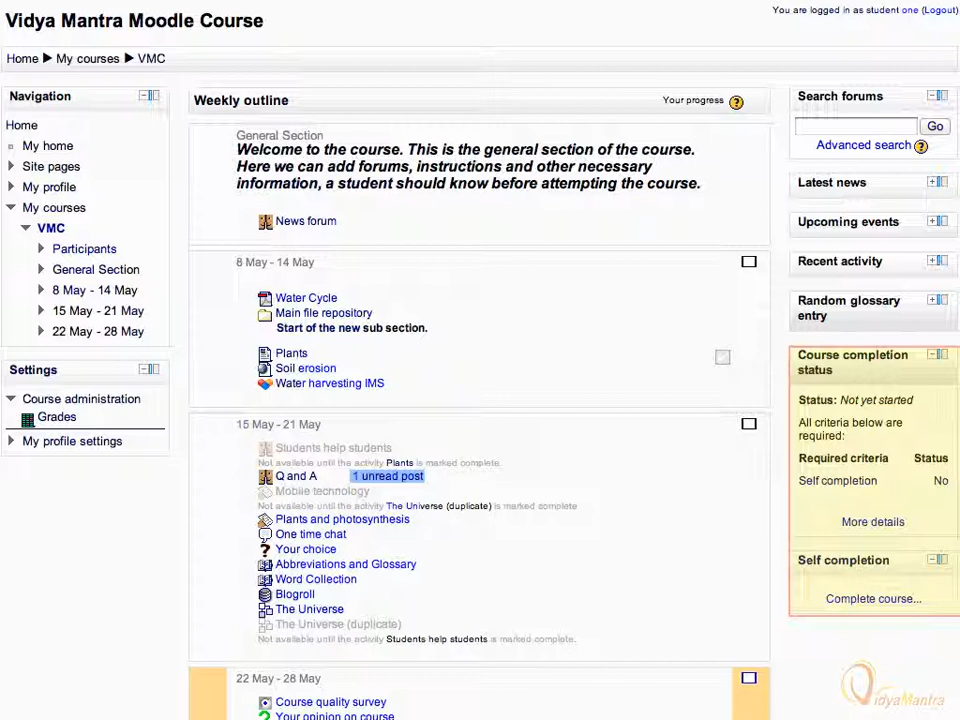 Vidya Mantra Moodle Course
You are logged in as student one (Logout)
Home ▶ My courses ▶ VMC
Navigation
Home
My home
Site pages
My profile
My courses
VMC
Participants
General Section
8 May - 14 May
15 May - 21 May
22 May - 28 May
Settings
Course administration
Grades
My profile settings
Weekly outline
Your progress
General Section
Welcome to the course. This is the general section of the course.
Here we can add forums, instructions and other necessary
information, a student should know before attempting the course.
News forum
8 May - 14 May
Water Cycle
Main file repository
Start of the new sub section.
Plants
Soil erosion
Water harvesting IMS
15 May - 21 May
Students help students
Not available until the activity Plants is marked complete.
Q and A 1 unread post
Mobile technology
Not available until the activity The Universe (duplicate) is marked complete
Plants and photosynthesis
One time chat
Your choice
Abbreviations and Glossary
Word Collection
Blogroll
The Universe
The Universe (duplicate)
Not available until the activity Students help students is marked complete.
22 May - 28 May
Course quality survey
Your opinion on course
Search forums
Go
Advanced search
Latest news
Upcoming events
Recent activity
Random glossary
entry
Course completion
status
Status: Not yet started
All criteria below are
required:
Required criteria Status
Self completion No
More details
Self completion
Complete course...
VidyaMantra